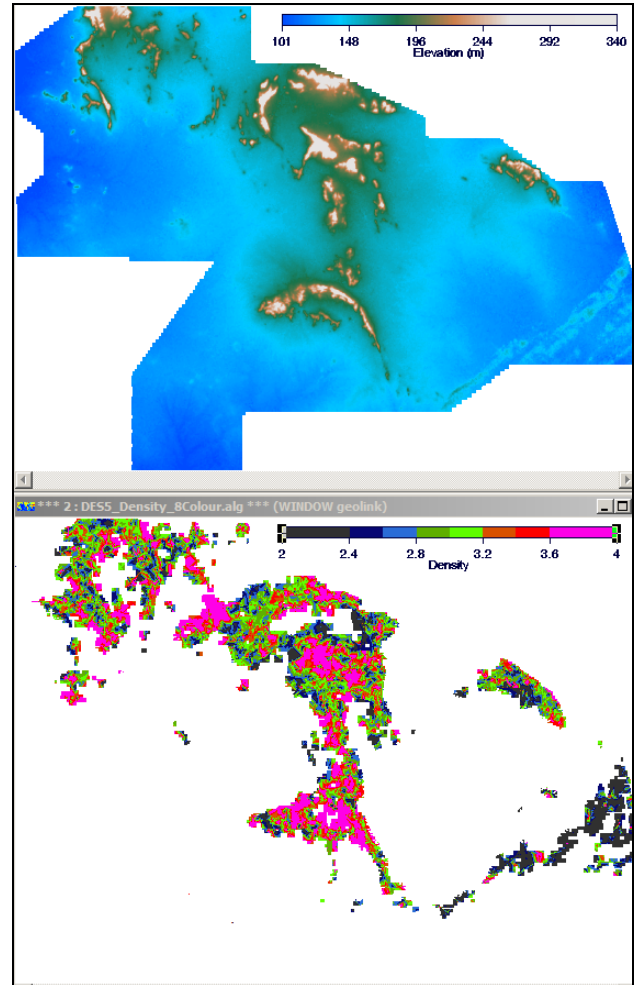 101 148 196 244 292 340
Elevation (m)
*** 2 : DES5_Density_8Colour.alg *** (WINDOW geolink)
2 2.4 2.8 3.2 3.6 4
Density